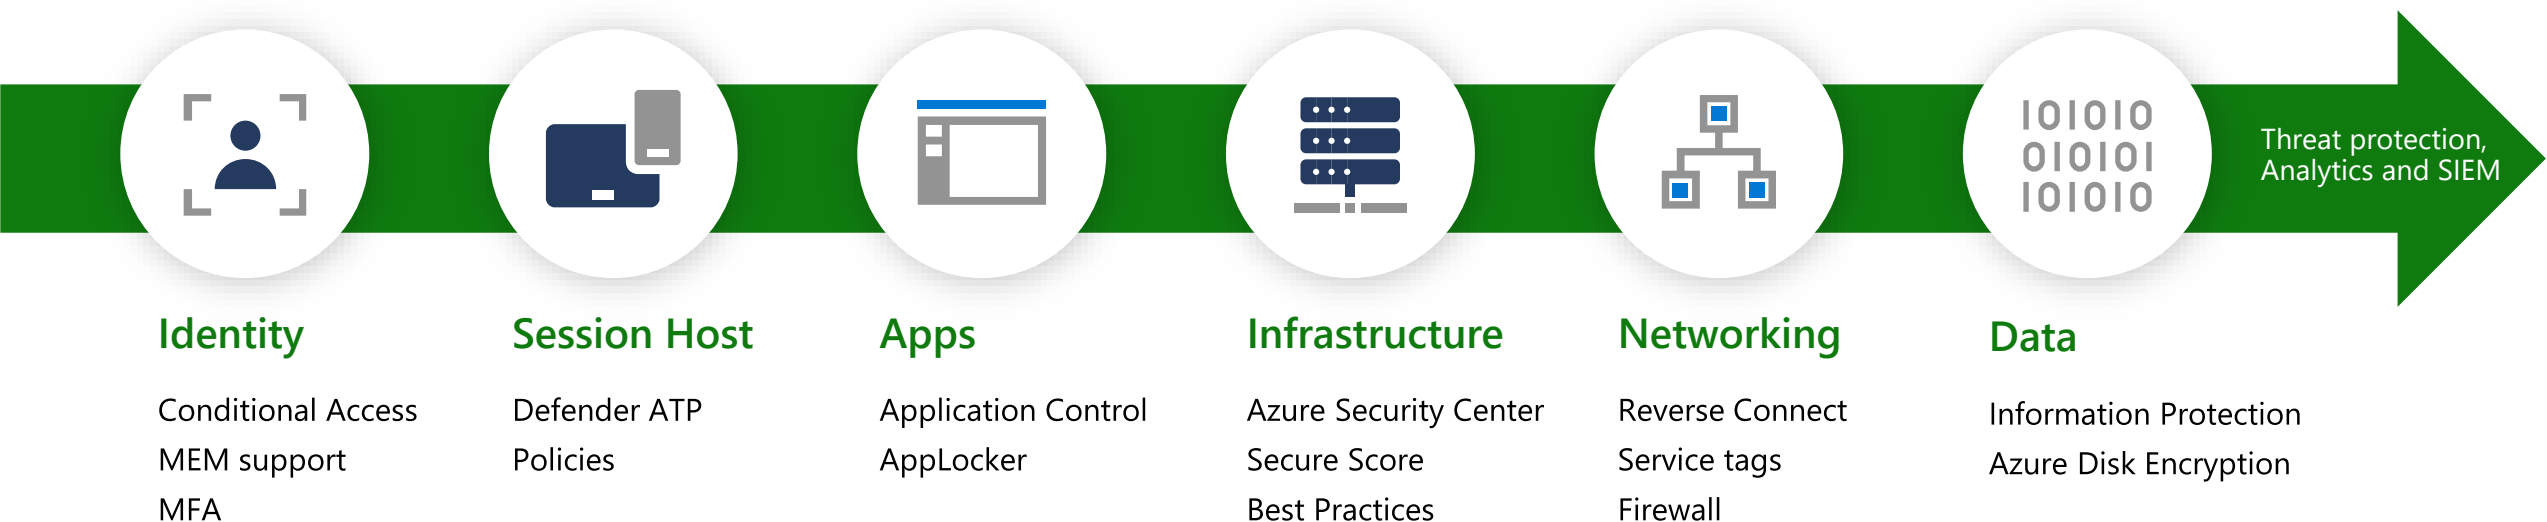 Threat protection,
Analytics and SIEM
Identity
Conditional Access
MEM support
MFA
Session Host
Defender ATP
Policies
Apps
Application Control
AppLocker
Infrastructure
Azure Security Center
Secure Score
Best Practices
Networking
Reverse Connect
Service tags
Firewall
Data
Information Protection
Azure Disk Encryption